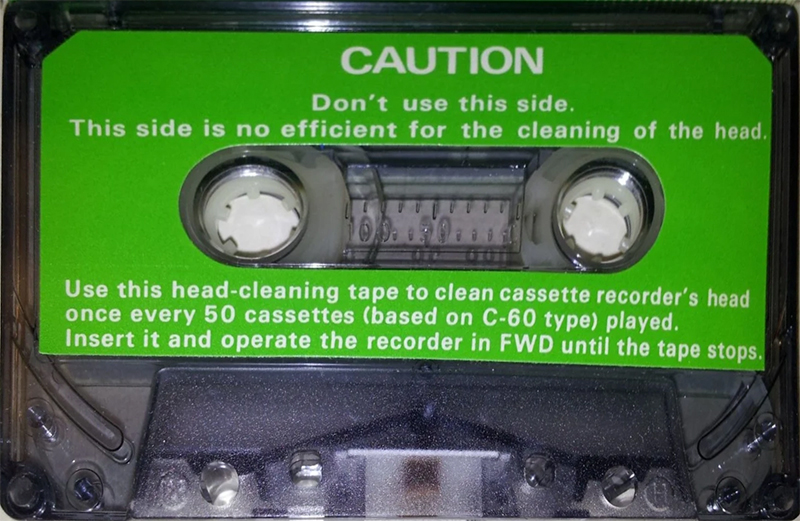 CAUTION
Don't use this side.
This side is no efficient for the cleaning of the head.
Use this head-cleaning tape to clean cassette recorder's head
once every 50 cassettes (based on C-60 type) played.
Insert it and operate the recorder in FWD until the tape stops.